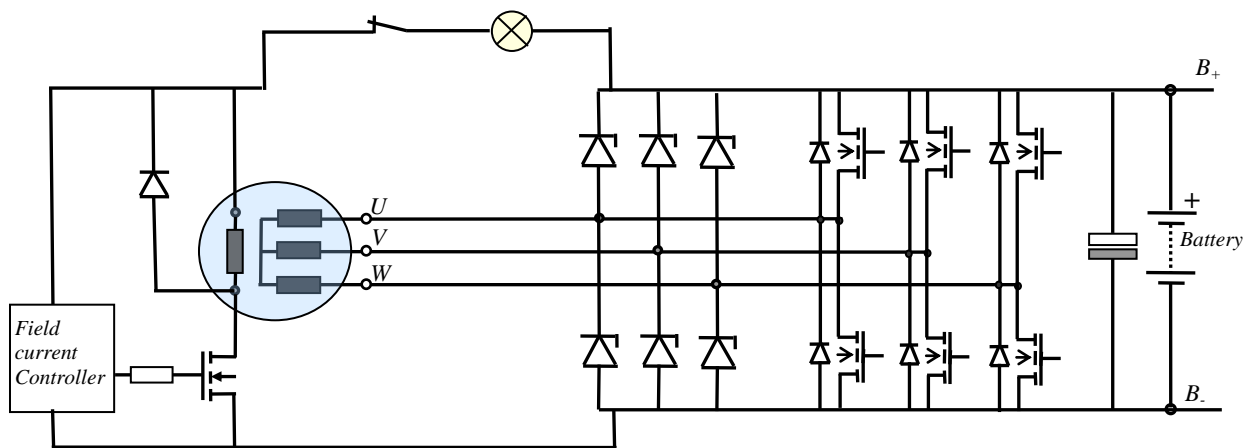 B+
U
V
W
+
Battery
Field
current
Controller
B-